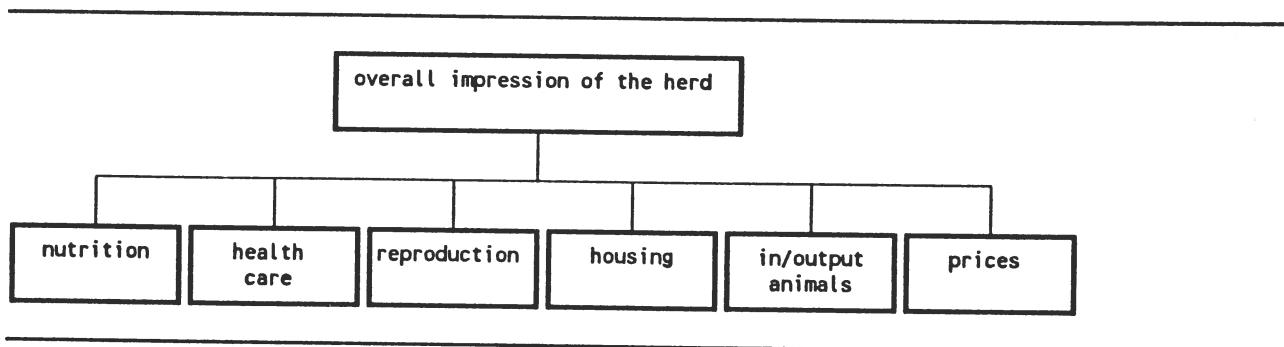 overall impression of the herd
nutrition
health
care
reproduction
housing
in/output
animals
prices